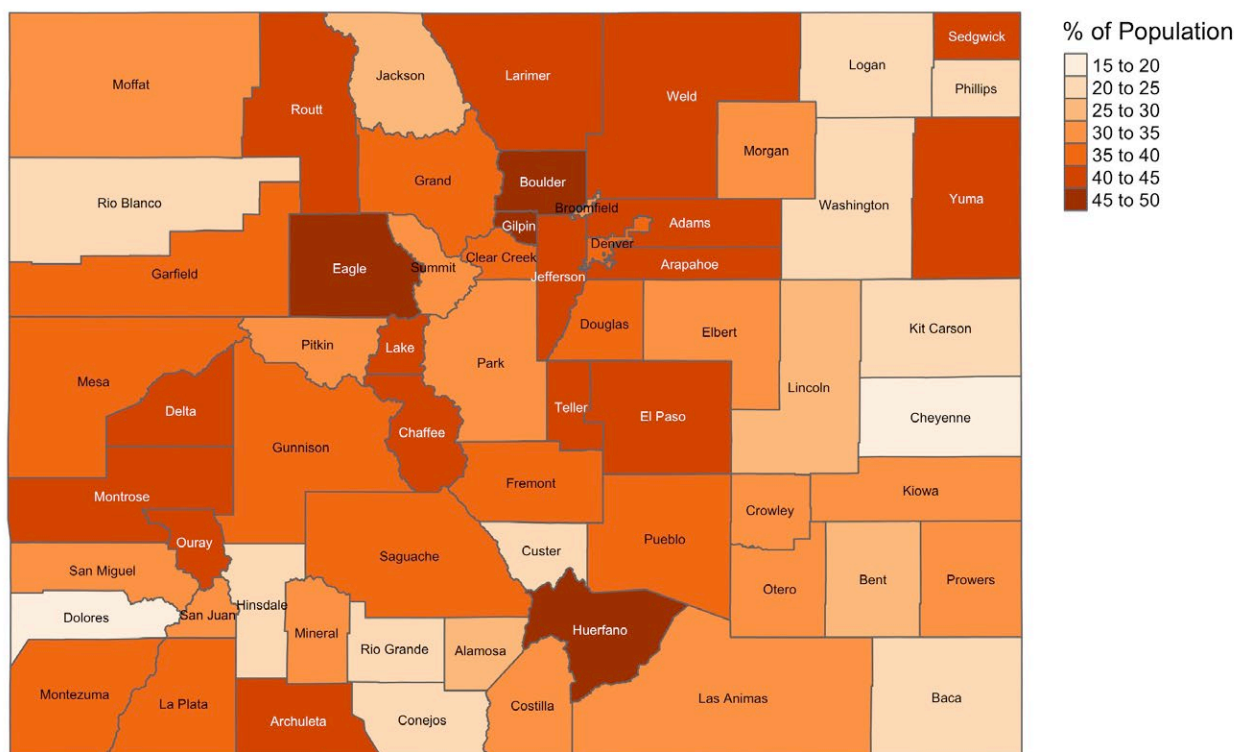 % of Population
15 to 20
20 to 25
25 to 30
30 to 35
35 to 40
40 to 45
45 to 50
Moffat
Routt
Jackson
Larimer
Weld
Logan
Sedgwick
Phillips
Morgan
Rio Blanco
Grand
Boulder
Broomfield
Washington
Yuma
Gilpin
Adams
Garfield
Eagle
Summit
Clear Creek
Denver
Jefferson
Arapahoe
Pitkin
Lake
Park
Douglas
Elbert
Kit Carson
Mesa
Delta
Chaffee
Teller
El Paso
Lincoln
Cheyenne
Gunnison
Montrose
Fremont
Crowley
Kiowa
Ouray
Saguache
Custer
Pueblo
San Miguel
Otero
Bent
Prowers
Dolores
San Juan
Hinsdale
Mineral
Rio Grande
Alamosa
Huerfano
Montezuma
La Plata
Archuleta
Conejos
Costilla
Las Animas
Baca